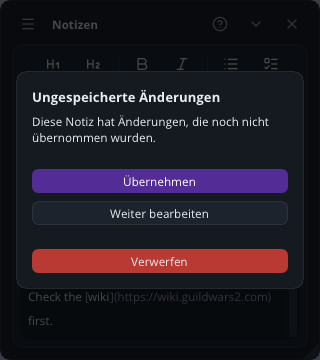 Notizen
H1 H2 B I
Ungespeicherte Änderungen
Diese Notiz hat Änderungen, die noch nicht
übernommen wurden.
Übernehmen
Weiter bearbeiten
Verwerfen
Check the [wiki](https://wiki.guildwars2.com)
first.